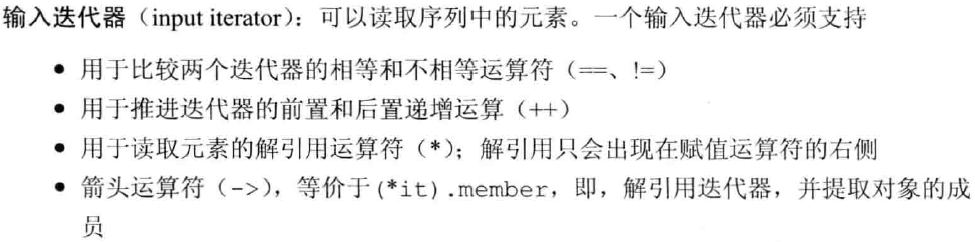 输入迭代器（input iterator）：可以读取序列中的元素。一个输入迭代器必须支持
● 用于比较两个迭代器的相等和不相等运算符（==、!=）
● 用于推进迭代器的前置和后置递增运算（++）
● 用于读取元素的解引用运算符（*）；解引用只会出现在赋值运算符的右侧
● 箭头运算符（->），等价于(*it).member，即，解引用迭代器，并提取对象的成
员